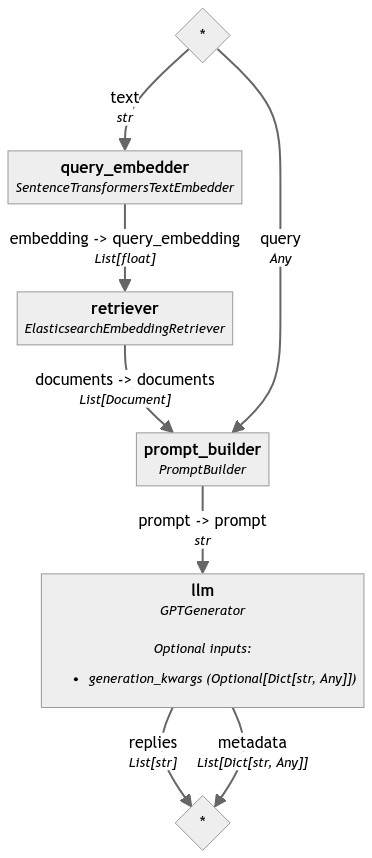 *
text
str
query_embedder
SentenceTransformersTextEmbedder
embedding -> query_embedding
List[float]
query
Any
retriever
ElasticsearchEmbeddingRetriever
documents -> documents
List[Document]
prompt_builder
PromptBuilder
prompt -> prompt
str
llm
GPTGenerator
Optional inputs:
• generation_kwargs (Optional[Dict[str, Any]])
replies
List[str]
metadata
List[Dict[str, Any]]
*